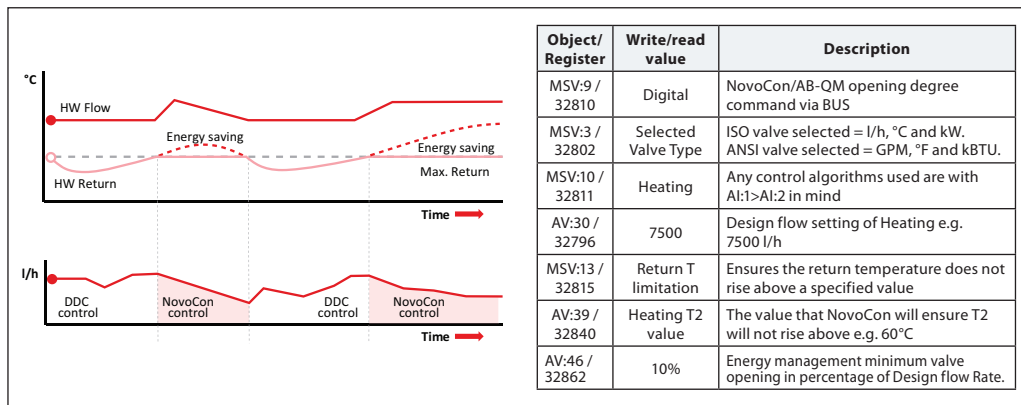 °C
HW Flow
Energy saving
Energy saving
HW Return
Max. Return
Time
l/h
DDC
control
NovoCon
control
DDC
control
NovoCon
control
Time
Object/
Register
Write/read
value
Description
MSV:9 /
32810
Digital
NovoCon/AB-QM opening degree
command via BUS
MSV:3 /
32802
Selected
Valve Type
ISO valve selected = l/h, °C and kW.
ANSI valve selected = GPM, °F and kBTU.
MSV:10 /
32811
Heating
Any control algorithms used are with
AI:1>AI:2 in mind
AV:30 /
32796
7500
Design flow setting of Heating e.g.
7500 l/h
MSV:13 /
32815
Return T
limitation
Ensures the return temperature does not
rise above a specified value
AV:39 /
32840
Heating T2
value
The value that NovoCon will ensure T2
will not rise above e.g. 60°C
AV:46 /
32862
10%
Energy management minimum valve
opening in percentage of Design flow Rate.